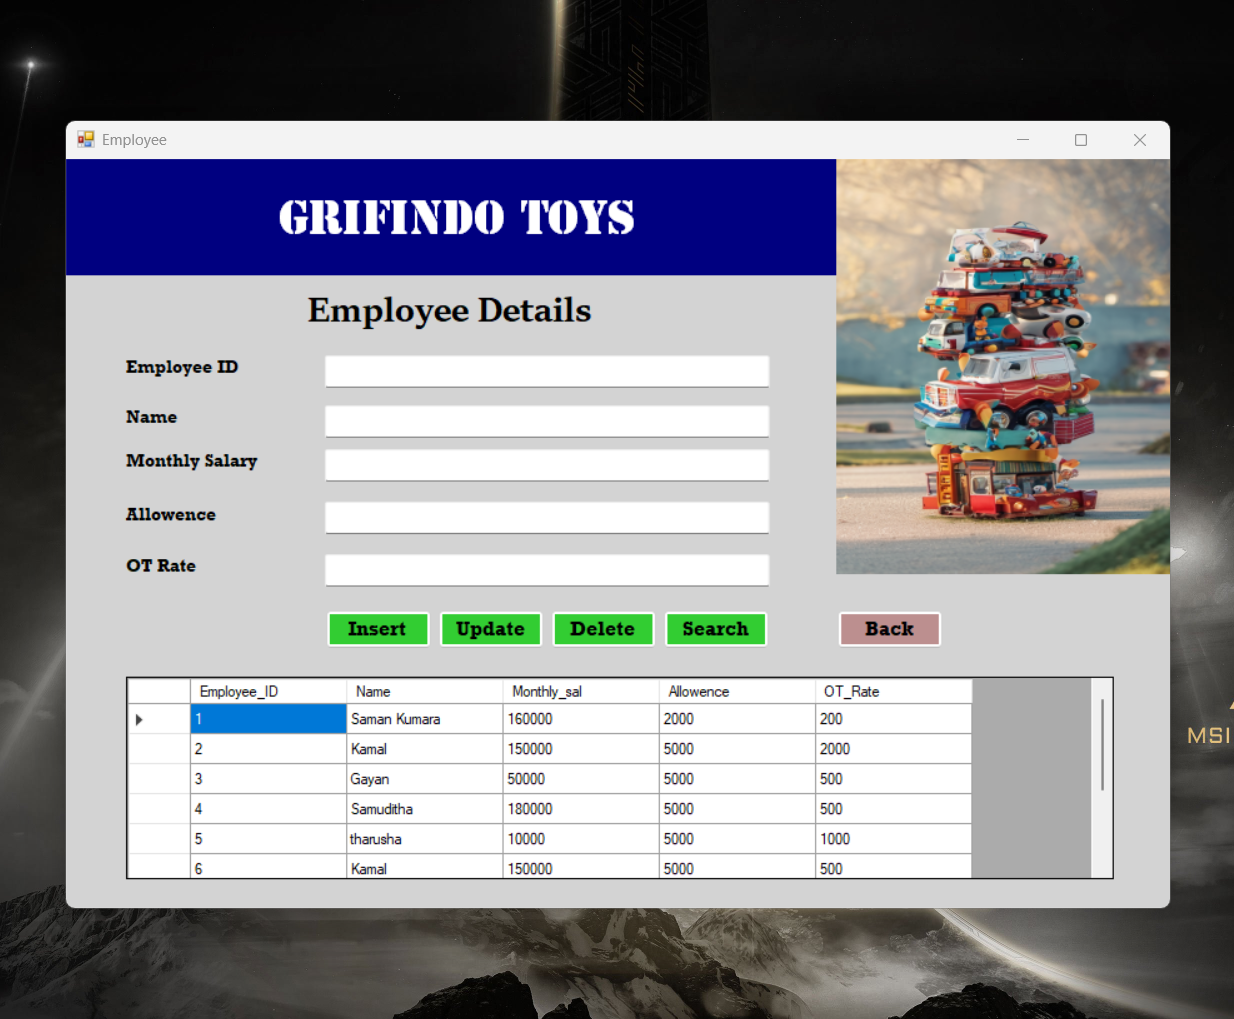 Employee
GRIFINDO TOYS
Employee Details
Employee ID
Name
Monthly Salary
Allowence
OT Rate
Insert Update Delete Search Back
Employee_ID Name Monthly_sal Allowence OT_Rate
1 Saman Kumara 160000 2000 200
2 Kamal 150000 5000 2000
3 Gayan 50000 5000 500
4 Samuditha 180000 5000 500
5 tharusha 10000 5000 1000
6 Kamal 150000 5000 500
MSI